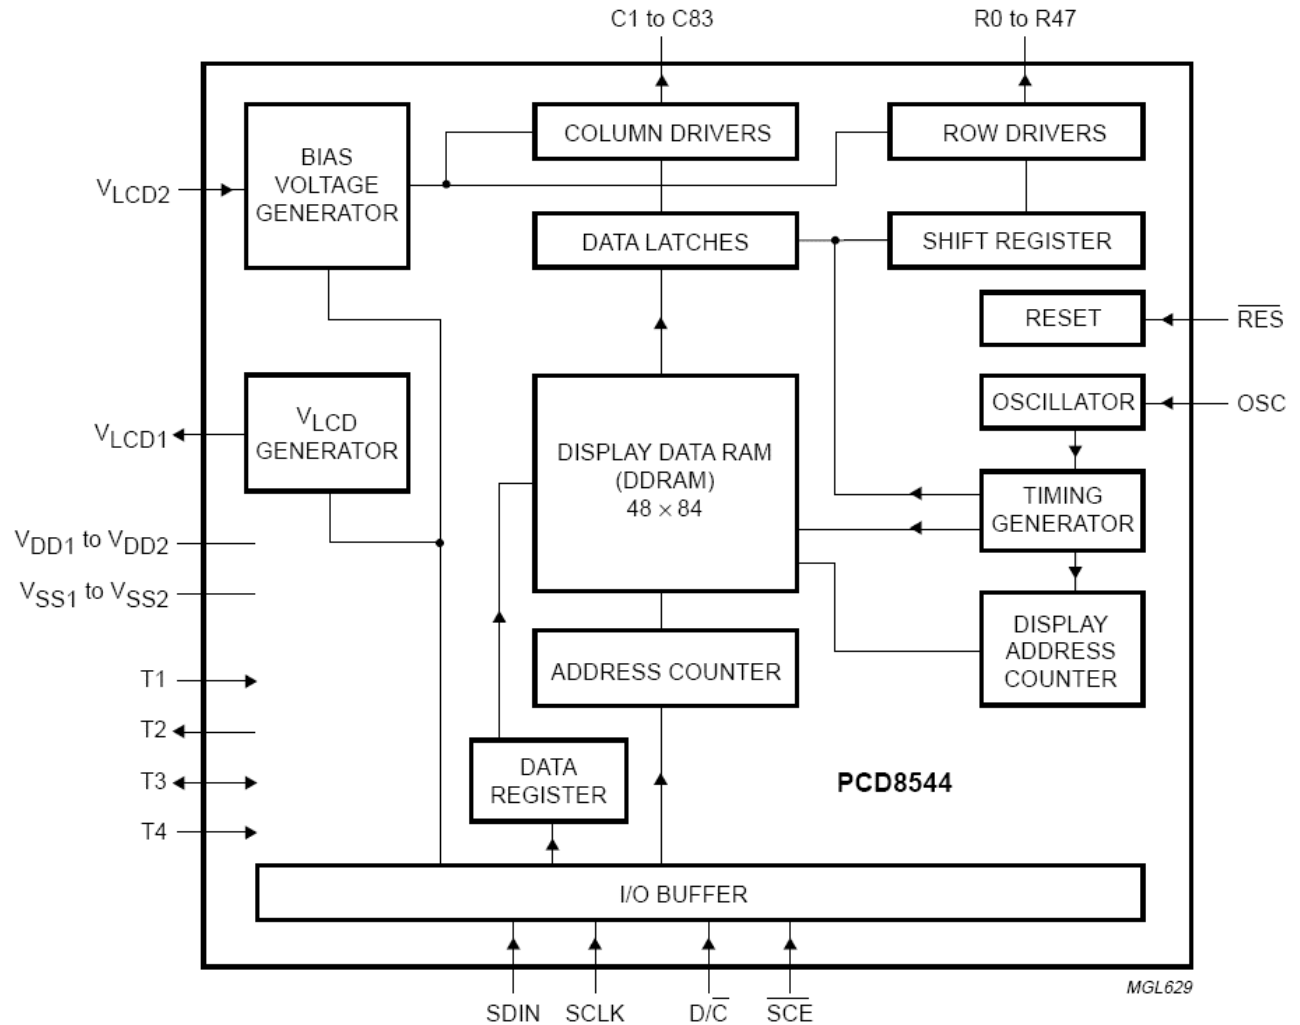 C1 to C83
R0 to R47
COLUMN DRIVERS
ROW DRIVERS
BIAS
VOLTAGE
GENERATOR
VLCD2
DATA LATCHES
SHIFT REGISTER
RESET
RES
OSCILLATOR
OSC
VLCD
GENERATOR
VLCD1
DISPLAY DATA RAM
(DDRAM)
48 × 84
TIMING
GENERATOR
VDD1 to VDD2
VSS1 to VSS2
DISPLAY
ADDRESS
COUNTER
ADDRESS COUNTER
T1
T2
T3
T4
DATA
REGISTER
PCD8544
I/O BUFFER
MGL629
SDIN
SCLK
D/C
SCE